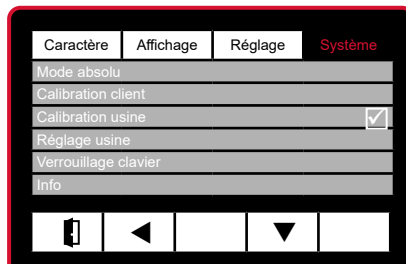 Caractère Affichage Réglage Système
Mode absolu
Calibration client
Calibration usine
Réglage usine
Verrouillage clavier
Info